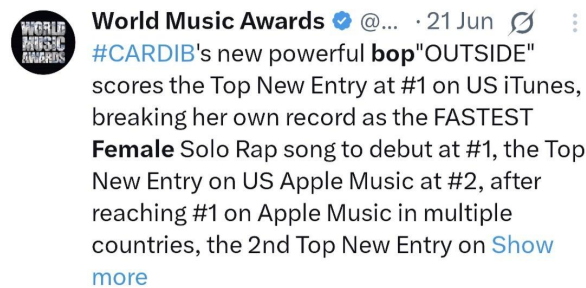 WORLD
MUSIC
AWARDS
World Music Awards @... · 21 Jun
#CARDIB's new powerful bop"OUTSIDE"
scores the Top New Entry at #1 on US iTunes,
breaking her own record as the FASTEST
Female Solo Rap song to debut at #1, the Top
New Entry on US Apple Music at #2, after
reaching #1 on Apple Music in multiple
countries, the 2nd Top New Entry on Show
more